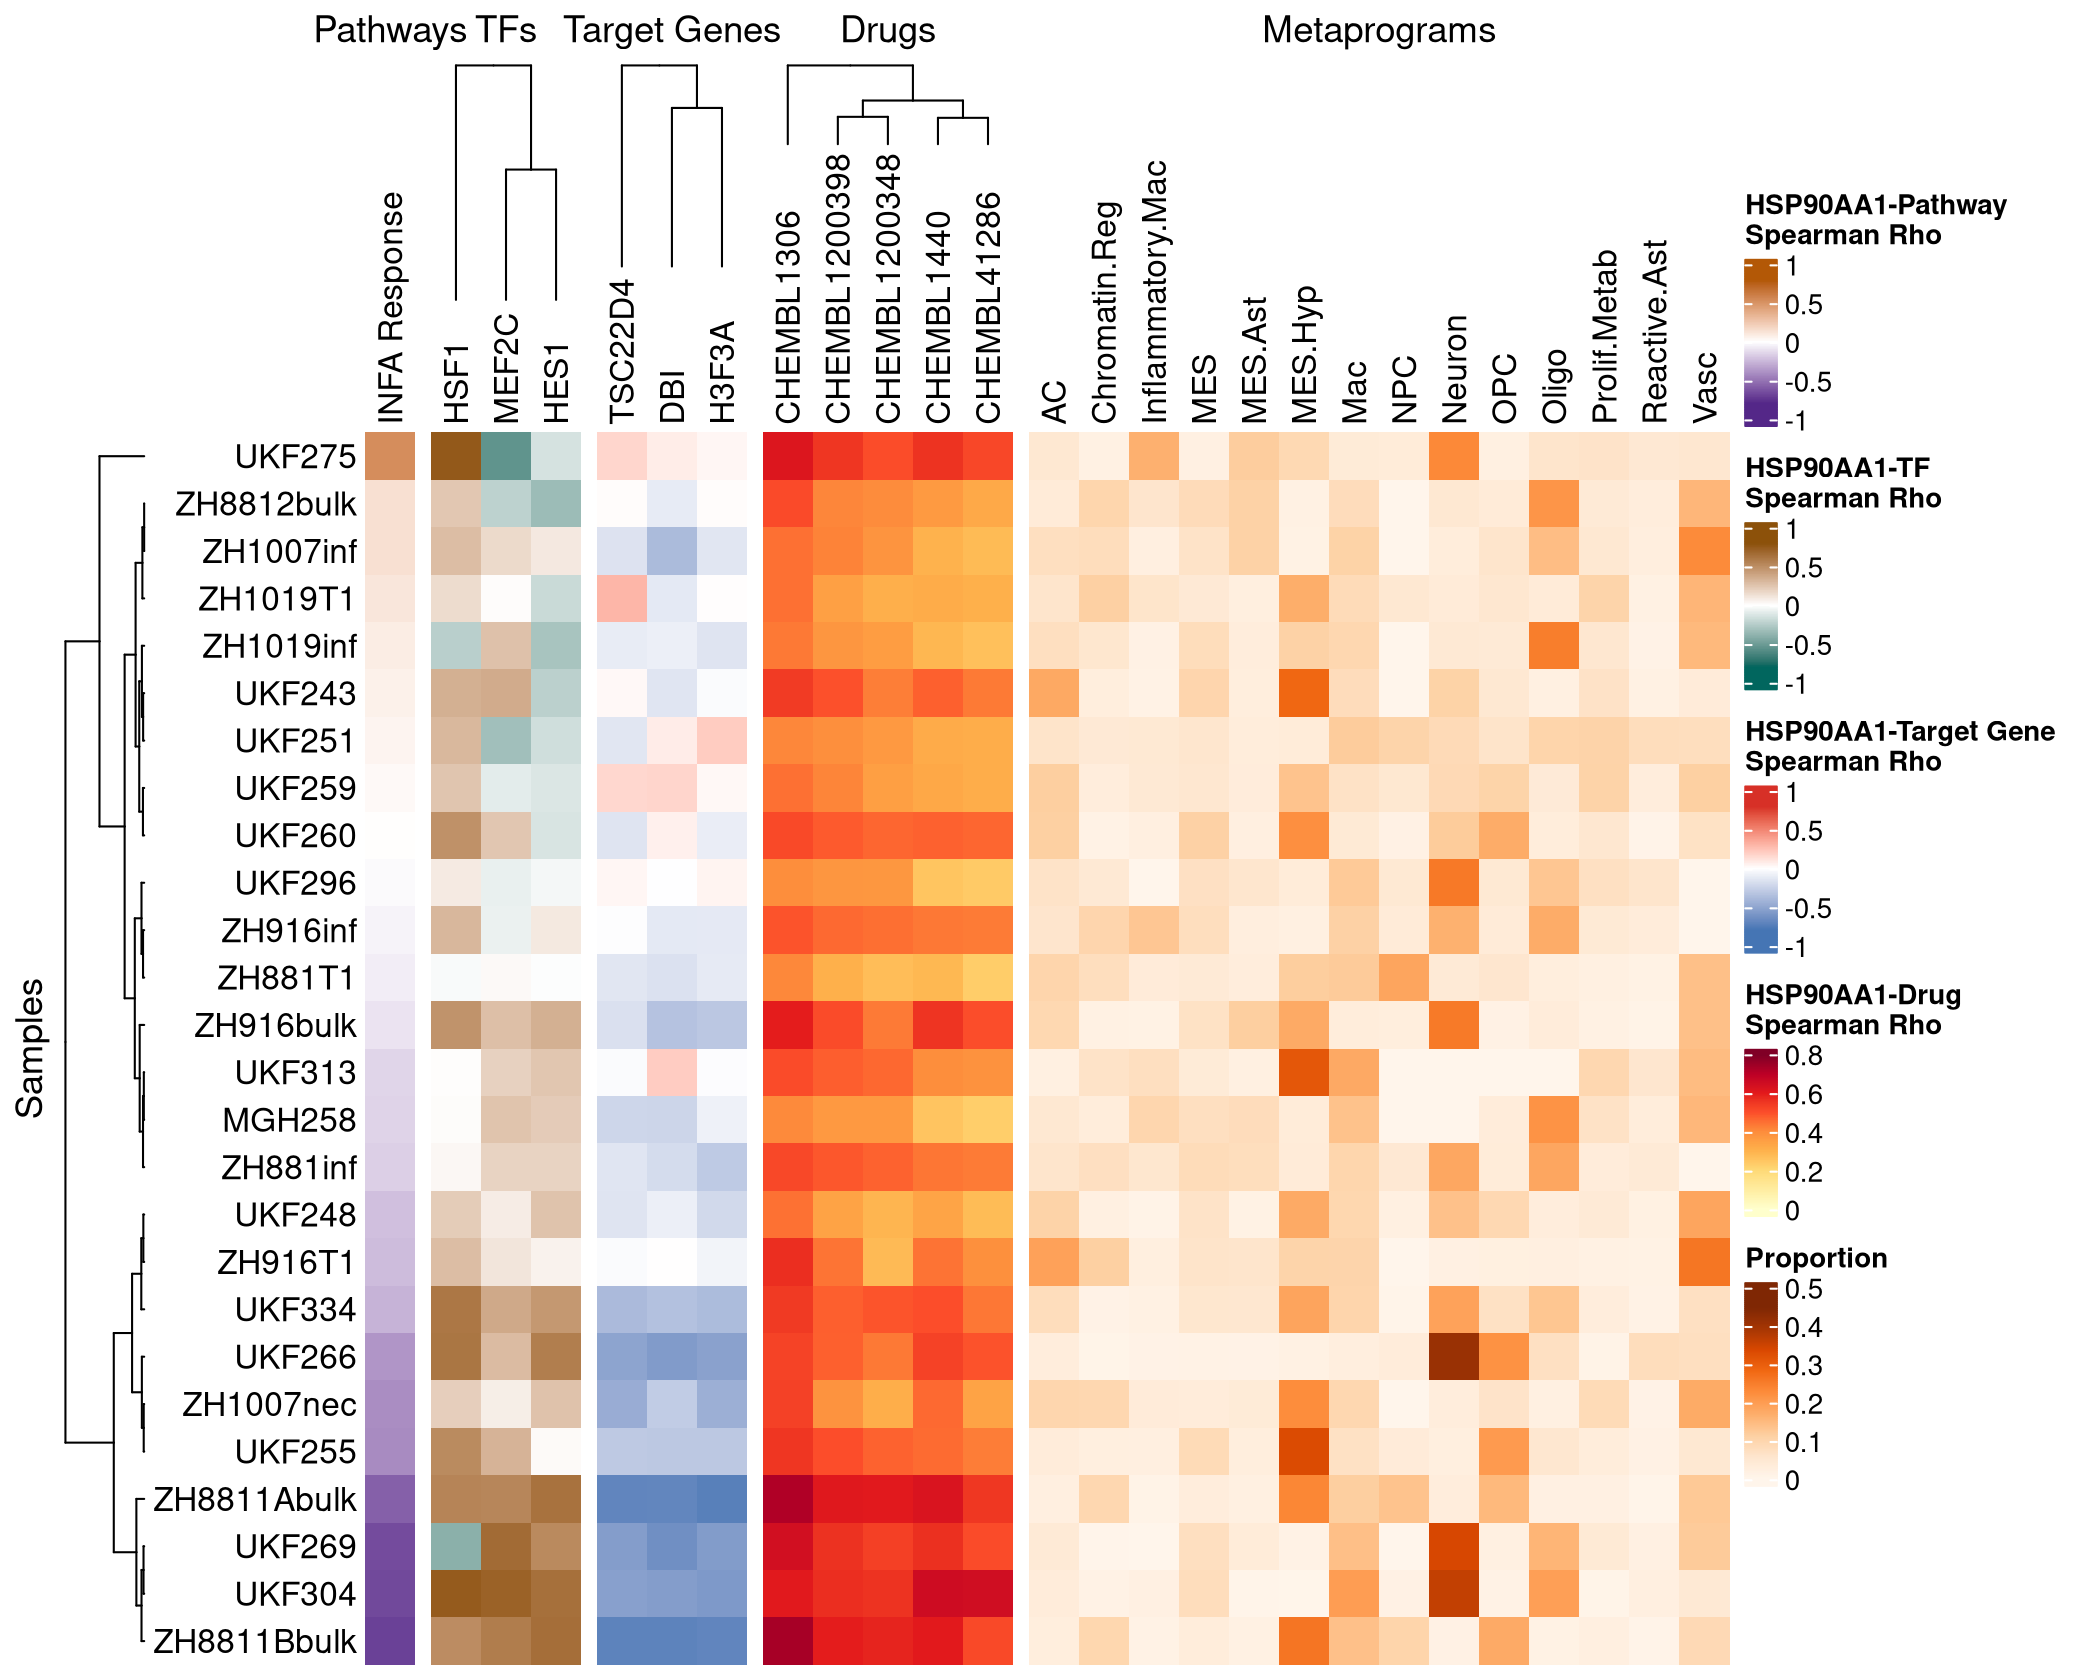 Pathways TFs Target Genes Drugs Metaprograms
INFA Response
HSF1
MEF2C
HES1
TSC22D4
DBI
H3F3A
CHEMBL1306
CHEMBL1200398
CHEMBL1200348
CHEMBL1440
CHEMBL41286
AC
Chromatin.Reg
Inflammatory.Mac
MES
MES.Ast
MES.Hyp
Mac
NPC
Neuron
OPC
Oligo
Prolif.Metab
Reactive.Ast
Vasc
Samples
UKF275
ZH8812bulk
ZH1007inf
ZH1019T1
ZH1019inf
UKF243
UKF251
UKF259
UKF260
UKF296
ZH916inf
ZH881T1
ZH916bulk
UKF313
MGH258
ZH881inf
UKF248
ZH916T1
UKF334
UKF266
ZH1007nec
UKF255
ZH8811Abulk
UKF269
UKF304
ZH8811Bbulk
HSP90AA1-Pathway
Spearman Rho
1
0.5
0
-0.5
-1
HSP90AA1-TF
Spearman Rho
1
0.5
0
-0.5
-1
HSP90AA1-Target Gene
Spearman Rho
1
0.5
0
-0.5
-1
HSP90AA1-Drug
Spearman Rho
0.8
0.6
0.4
0.2
0
Proportion
0.5
0.4
0.3
0.2
0.1
0